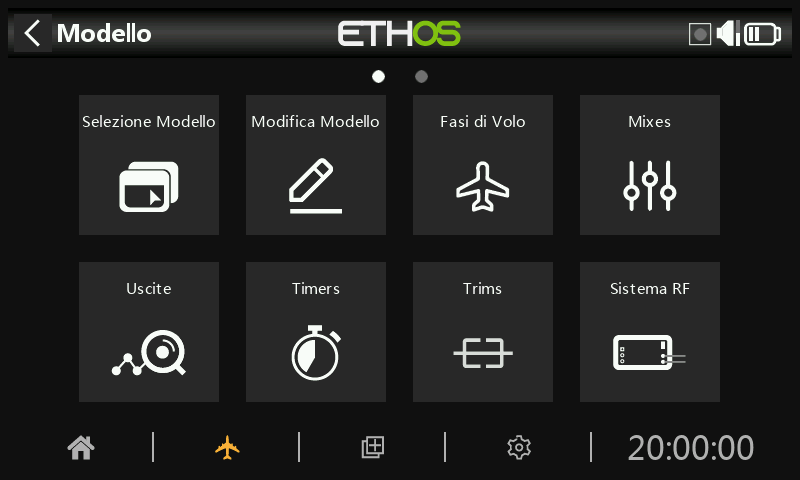 Modello
ETHOS
Selezione Modello
Modifica Modello
Fasi di Volo
Mixes
Uscite
Timers
Trims
Sistema RF
20:00:00